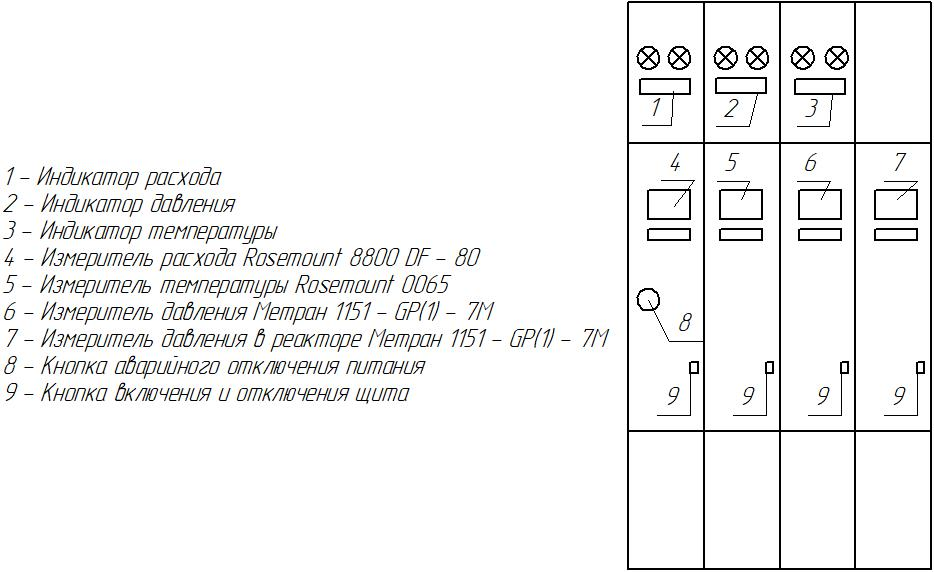 1 – Индикатор расхода
2 – Индикатор давления
3 – Индикатор температуры
4 – Измеритель расхода Rosemount 8800 DF – 80
5 – Измеритель температуры Rosemount 0065
6 – Измеритель давления Метран 1151 – GP(1) – 7М
7 – Измеритель давления в реакторе Метран 1151 – GP(1) – 7М
8 – Кнопка аварийного отключения питания
9 – Кнопка включения и отключения щита
1 2 3
4 5 6 7
8
9 9 9 9